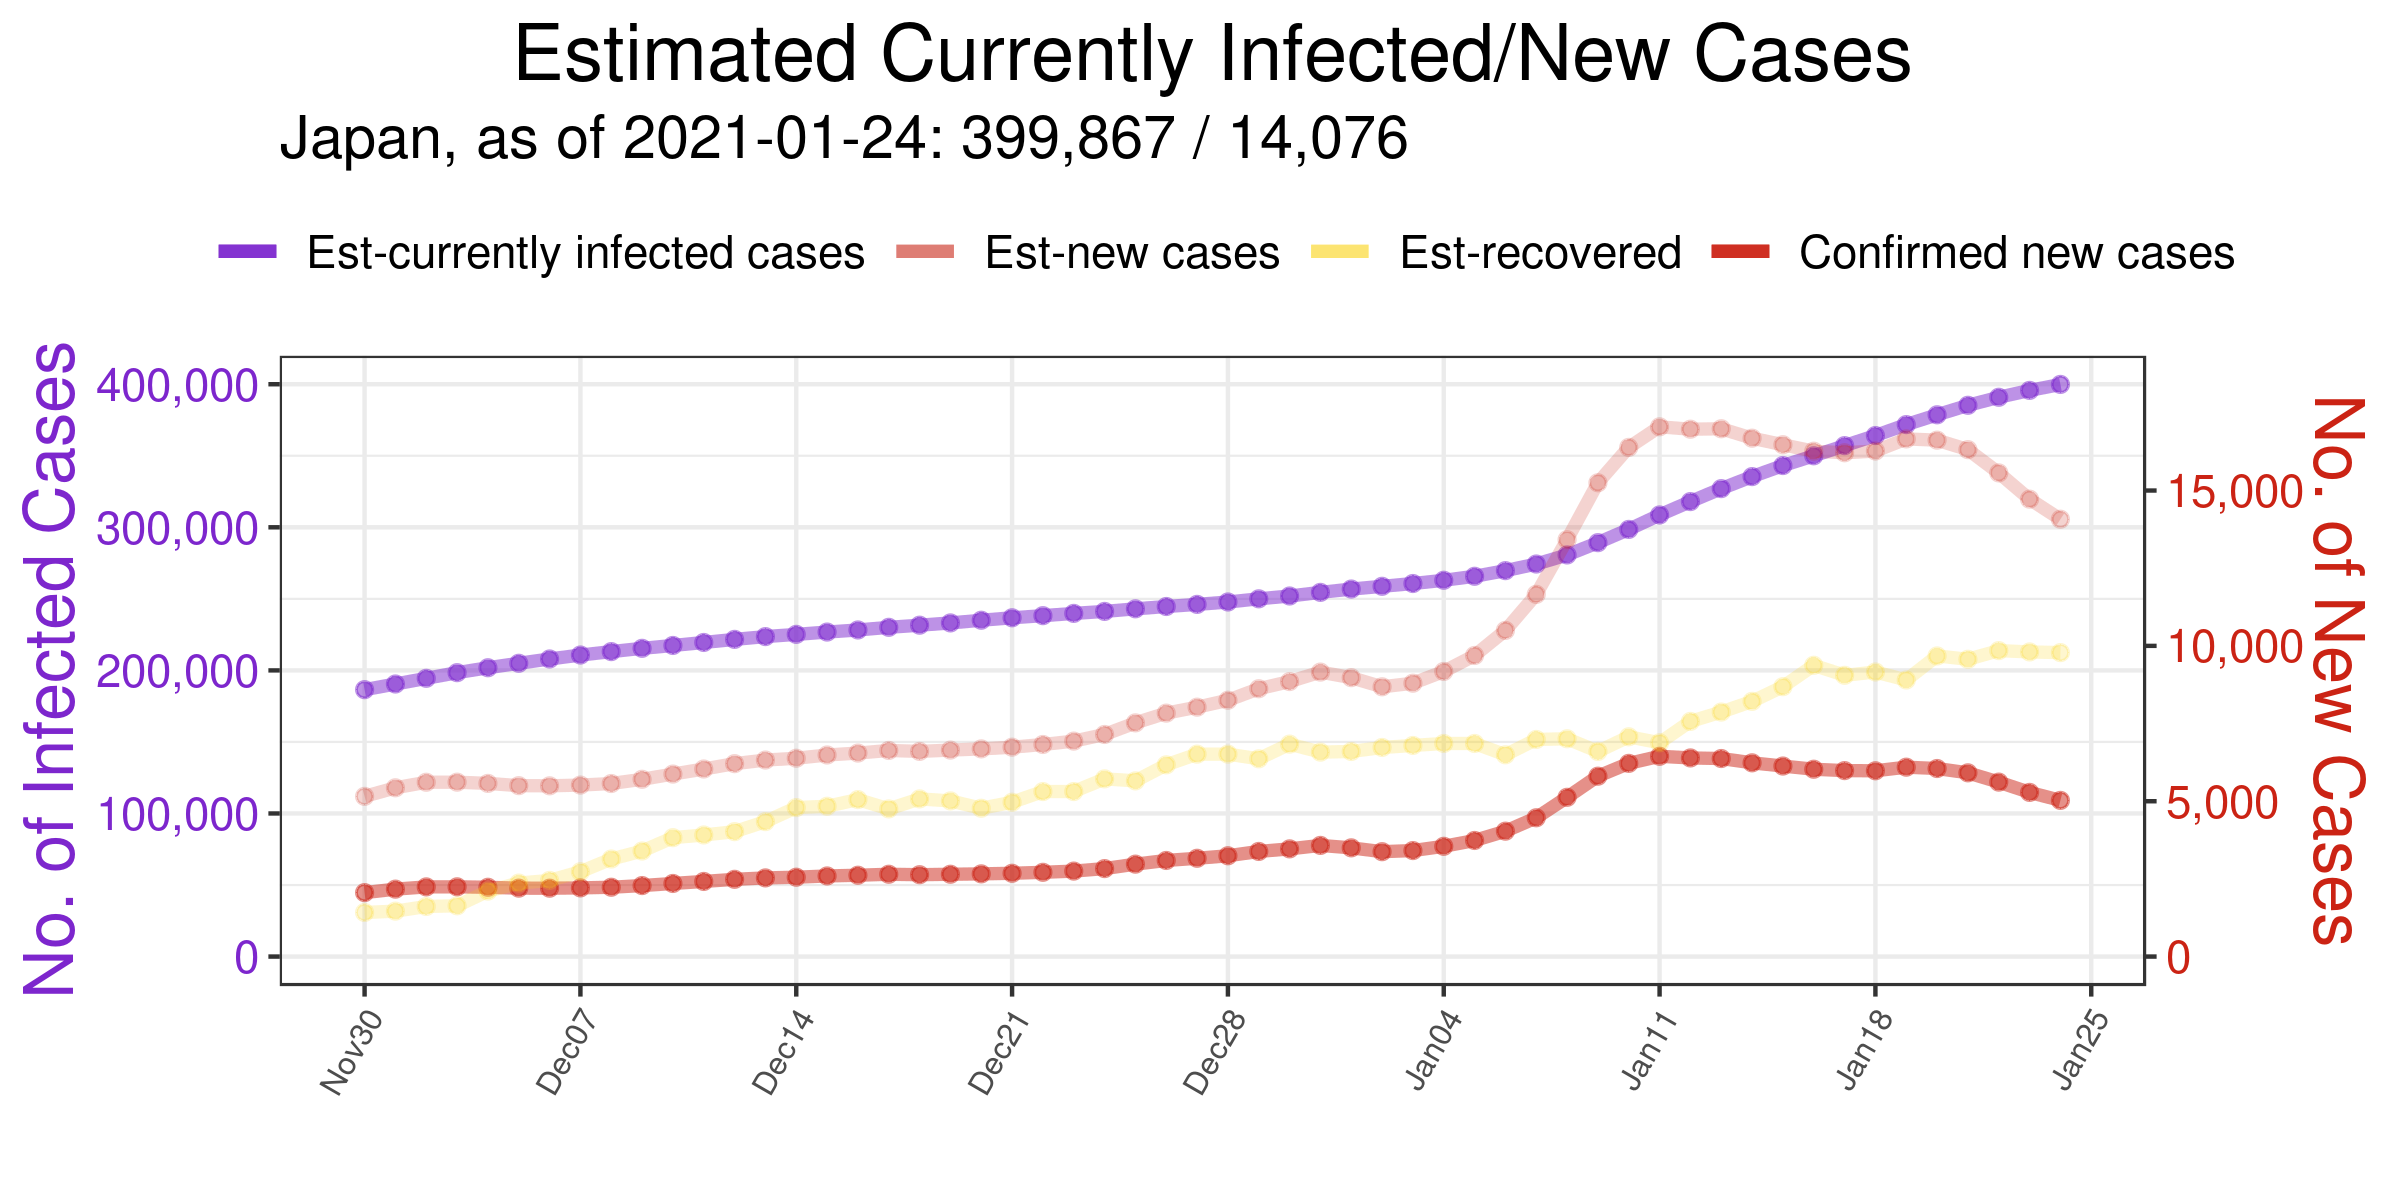 Estimated Currently Infected/New Cases
Japan, as of 2021-01-24: 399,867 / 14,076
Est-currently infected cases Est-new cases Est-recovered Confirmed new cases
No. of Infected Cases
400,000
300,000
200,000
100,000
0
15,000
10,000
5,000
0
No. of New Cases
Nov30 Dec07 Dec14 Dec21 Dec28 Jan04 Jan11 Jan18 Jan25